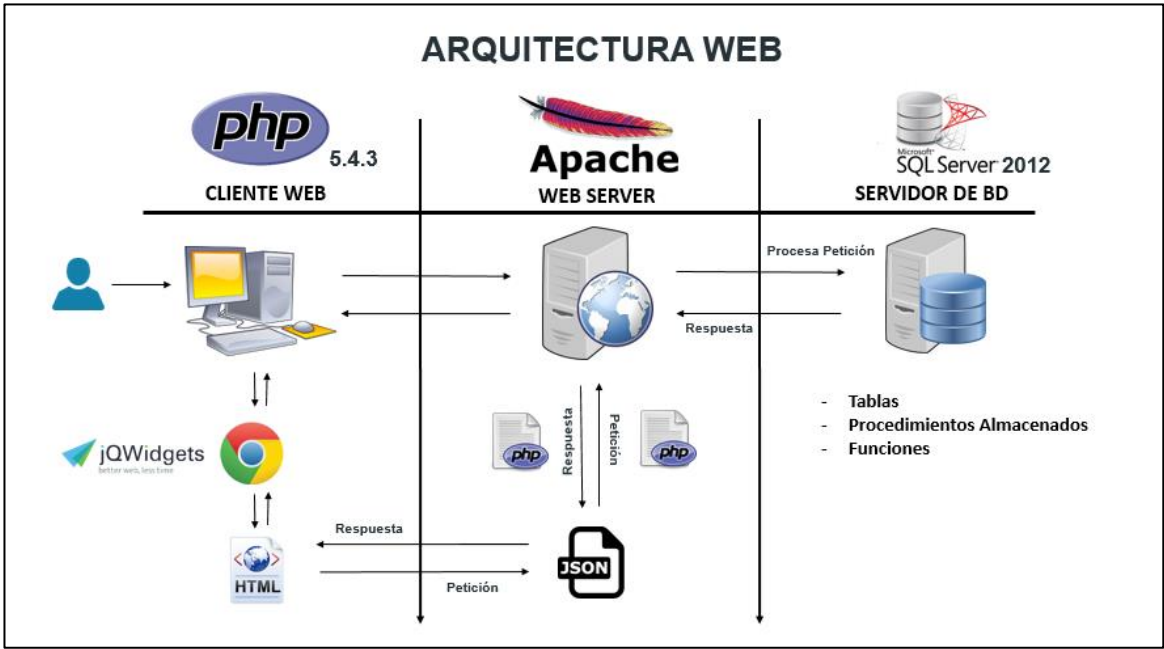 ARQUITECTURA WEB
php
5.4.3
CLIENTE WEB
Apache
WEB SERVER
Microsoft
SQL Server 2012
SERVIDOR DE BD
Procesa Petición
Respuesta
jQWidgets
better web, less time
php
Respuesta
Petición
php
- Tablas
- Procedimientos Almacenados
- Funciones
HTML
Respuesta
Petición
JSON